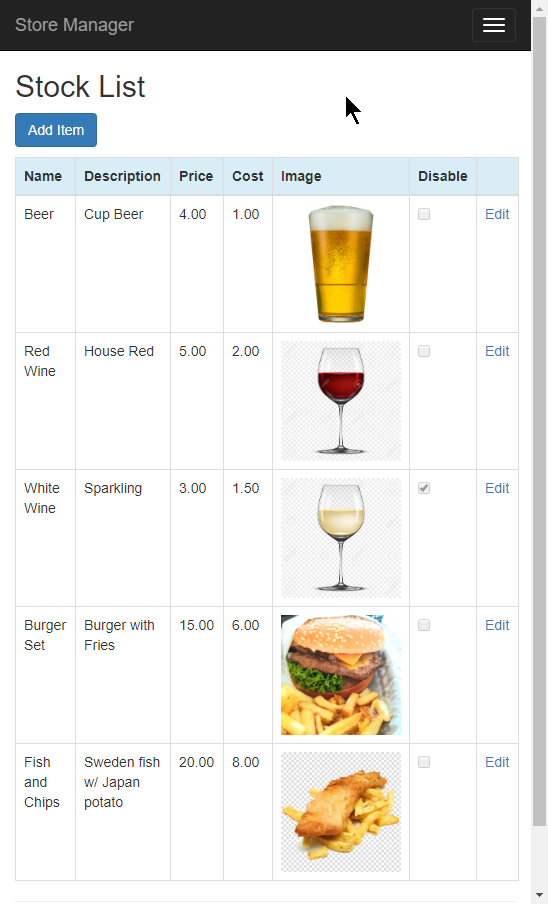 Store Manager
Stock List
Add Item
Name Description Price Cost Image Disable
Beer Cup Beer 4.00 1.00 Edit
Red House Red 5.00 2.00 Edit
Wine
White Sparkling 3.00 1.50 Edit
Wine
Burger Burger with 15.00 6.00 Edit
Set Fries
Fish Sweden fish 20.00 8.00 Edit
and w/ Japan
Chips potato